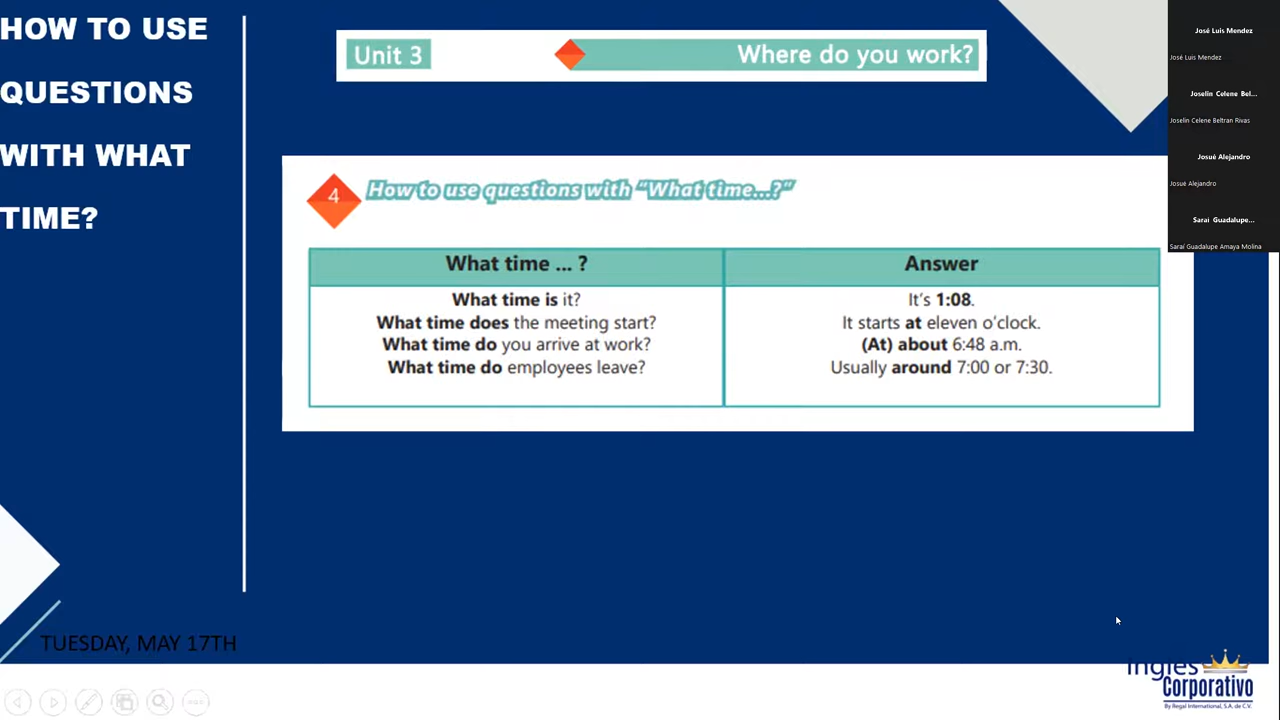 HOW TO USE
QUESTIONS
WITH WHAT
TIME?
Unit 3
Where do you work?
4
How to use questions with “What time...?”
What time ... ?
Answer
What time is it?
It's 1:08.
What time does the meeting start?
It starts at eleven o'clock.
What time do you arrive at work?
(At) about 6:48 a.m.
What time do employees leave?
Usually around 7:00 or 7:30.
TUESDAY, MAY 17TH
José Luis Mendez
José Luis Mendez
Joselin Celene Bel...
Joselin Celene Beltran Rivas
Josué Alejandro
Josué Alejandro
Saraí Guadalupe...
Saraí Guadalupe Amaya Molina
Inglés
Corporativo
By Regal International, S.A. de C.V.